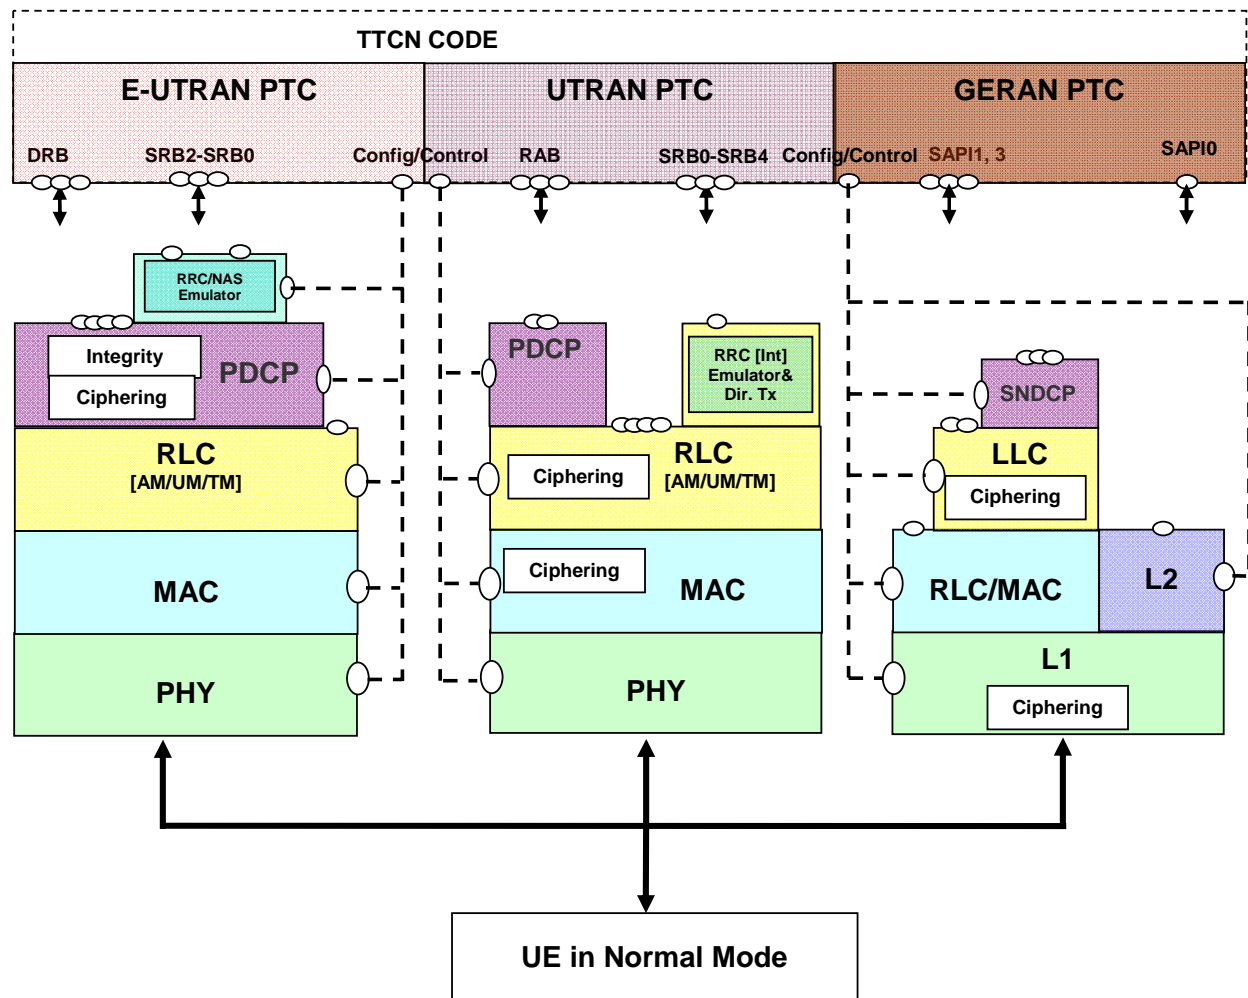 TTCN CODE
E-UTRAN PTC
UTRAN PTC
GERAN PTC
DRB
SRB2-SRB0
Config/Control
RAB
SRB0-SRB4
Config/Control
SAPI1, 3
SAPI0
RRC/NAS
Emulator
Integrity
Ciphering
PDCP
RLC
[AM/UM/TM]
MAC
PHY
PDCP
RRC [Int]
Emulator&
Dir. Tx
Ciphering
RLC
[AM/UM/TM]
Ciphering
MAC
PHY
SNDCP
LLC
Ciphering
RLC/MAC
L2
L1
Ciphering
UE in Normal Mode